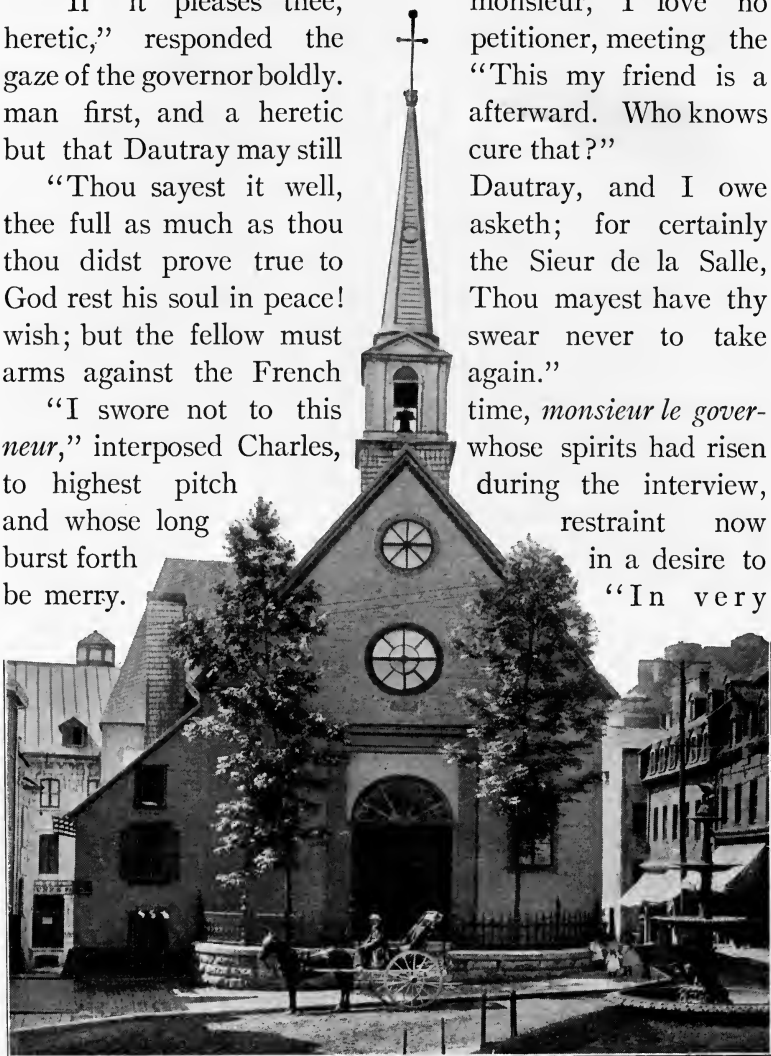 If it pleases thee, monsieur, I love no
heretic,” responded the petitioner, meeting the
gaze of the governor boldly. “This my friend is a
man first, and a heretic afterward. Who knows
but that Dautray may still cure that?”
“Thou sayest it well, Dautray, and I owe
thee full as much as thou asketh; for certainly
thou didst prove true to the Sieur de la Salle,
God rest his soul in peace! Thou mayest have thy
wish; but the fellow must swear never to take
arms against the French again.”
“I swore not to this time, monsieur le gover-
neur,” interposed Charles, whose spirits had risen
to highest pitch during the interview,
and whose long restraint now
burst forth in a desire to
be merry. “In very